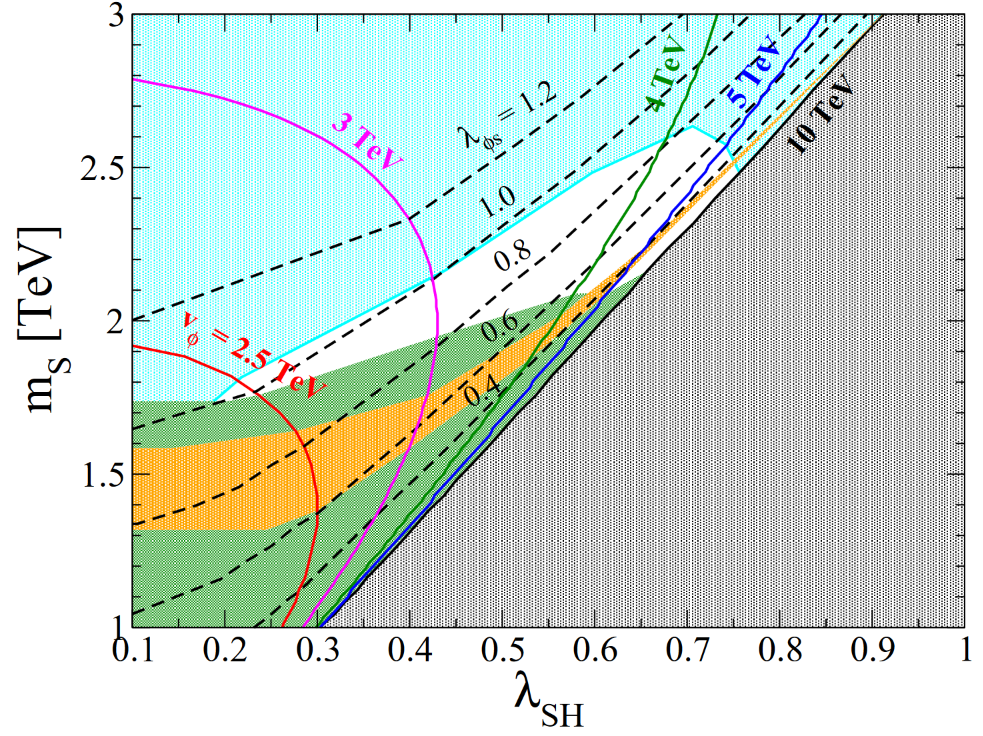 3
2.5
2
1.5
1
m_S [TeV]
λ_φs = 1.2
1.0
0.8
0.6
0.4
v_φ = 2.5 TeV
3 TeV
4 TeV
5 TeV
10 TeV
0.1 0.2 0.3 0.4 0.5 0.6 0.7 0.8 0.9 1
λ_SH